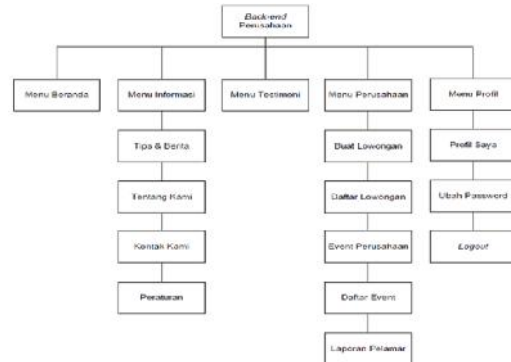 Back-end
Perusahaan
Menu Beranda
Menu Informasi
Menu Testimoni
Menu Perusahaan
Menu Profil
Tips & Berita
Buat Lowongan
Profil Saya
Tentang Kami
Daftar Lowongan
Ubah Password
Kontak Kami
Event Perusahaan
Logout
Peraturan
Daftar Event
Laporan Pelamar